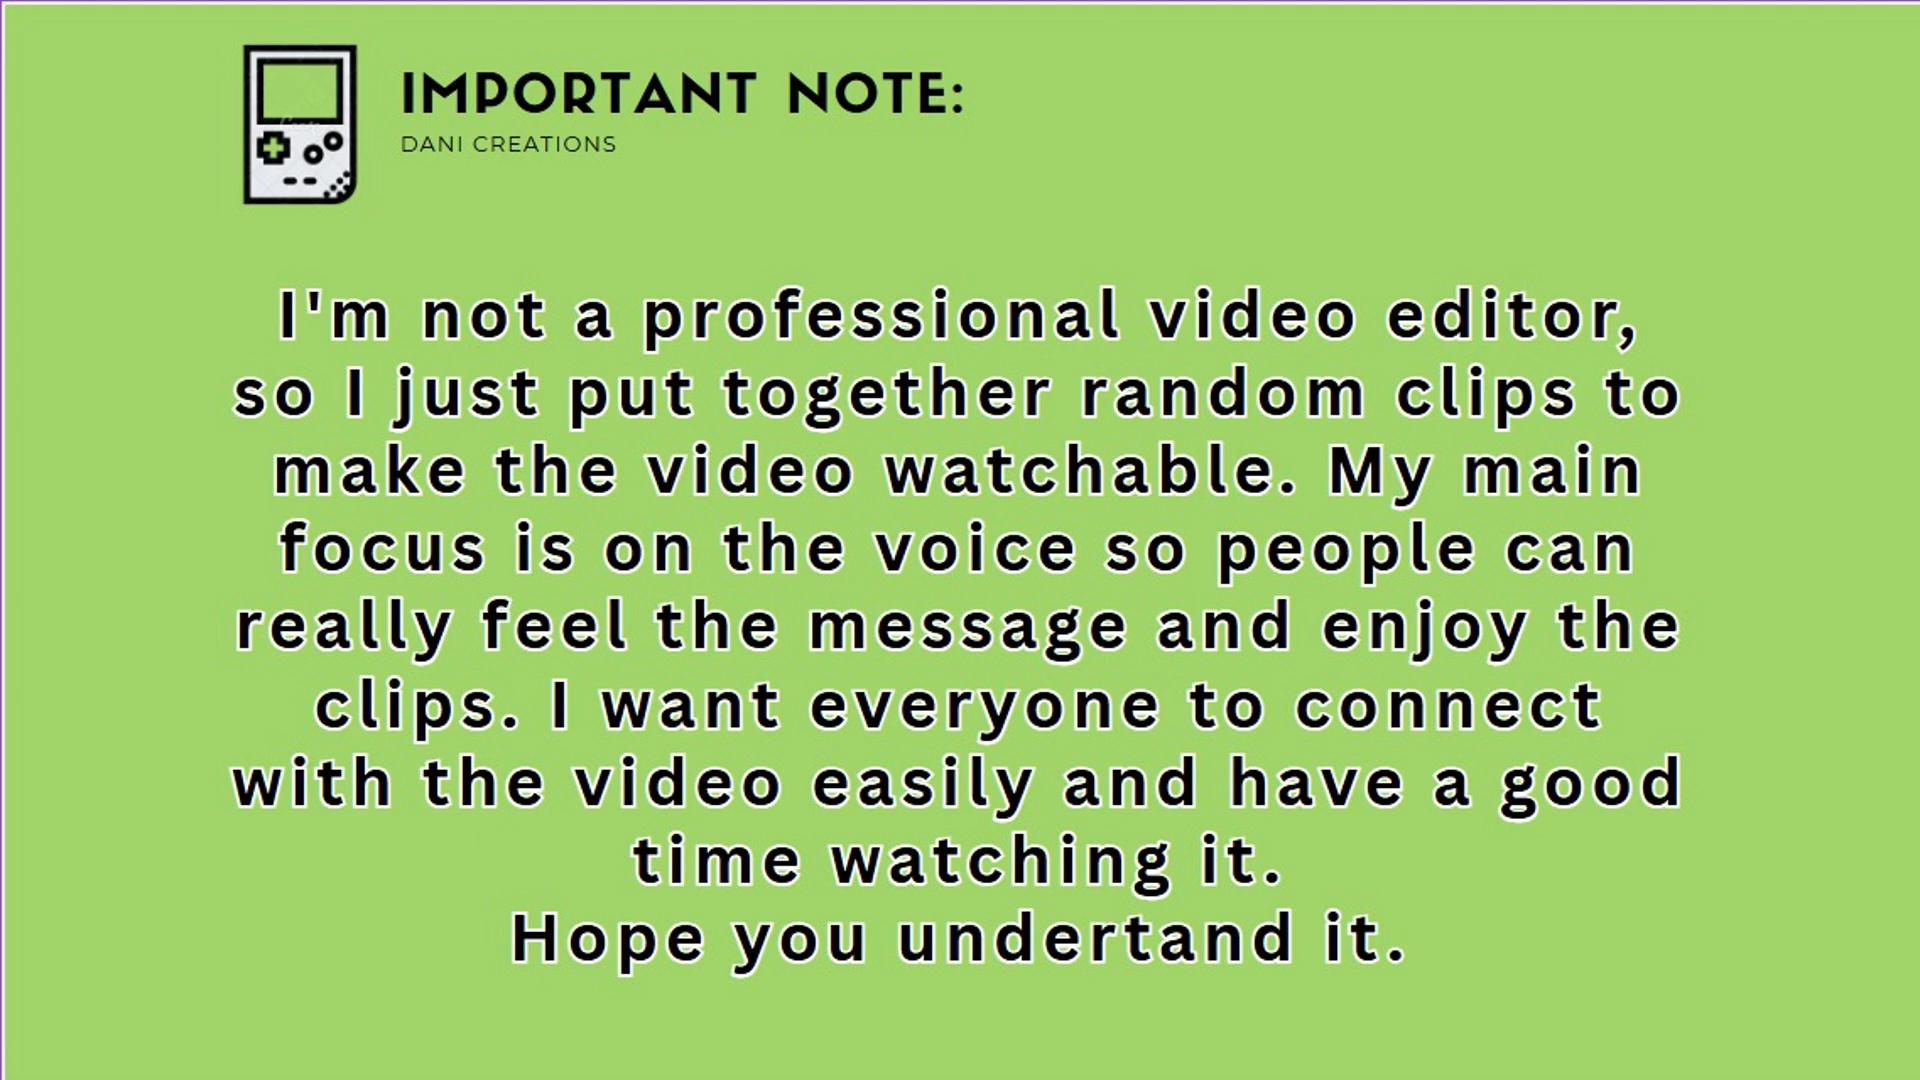 IMPORTANT NOTE:
DANI CREATIONS
I'm not a professional video editor,
so I just put together random clips to
make the video watchable. My main
focus is on the voice so people can
really feel the message and enjoy the
clips. I want everyone to connect
with the video easily and have a good
time watching it.
Hope you undertand it.